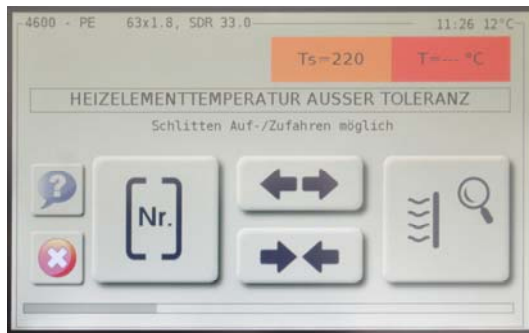 4600 - PE 63x1.8, SDR 33.0 11:26 12°C
Ts=220 T=--- °C
HEIZELEMENTTEMPERATUR AUSSER TOLERANZ
Schlitten Auf-/Zufahren möglich
?
Nr.